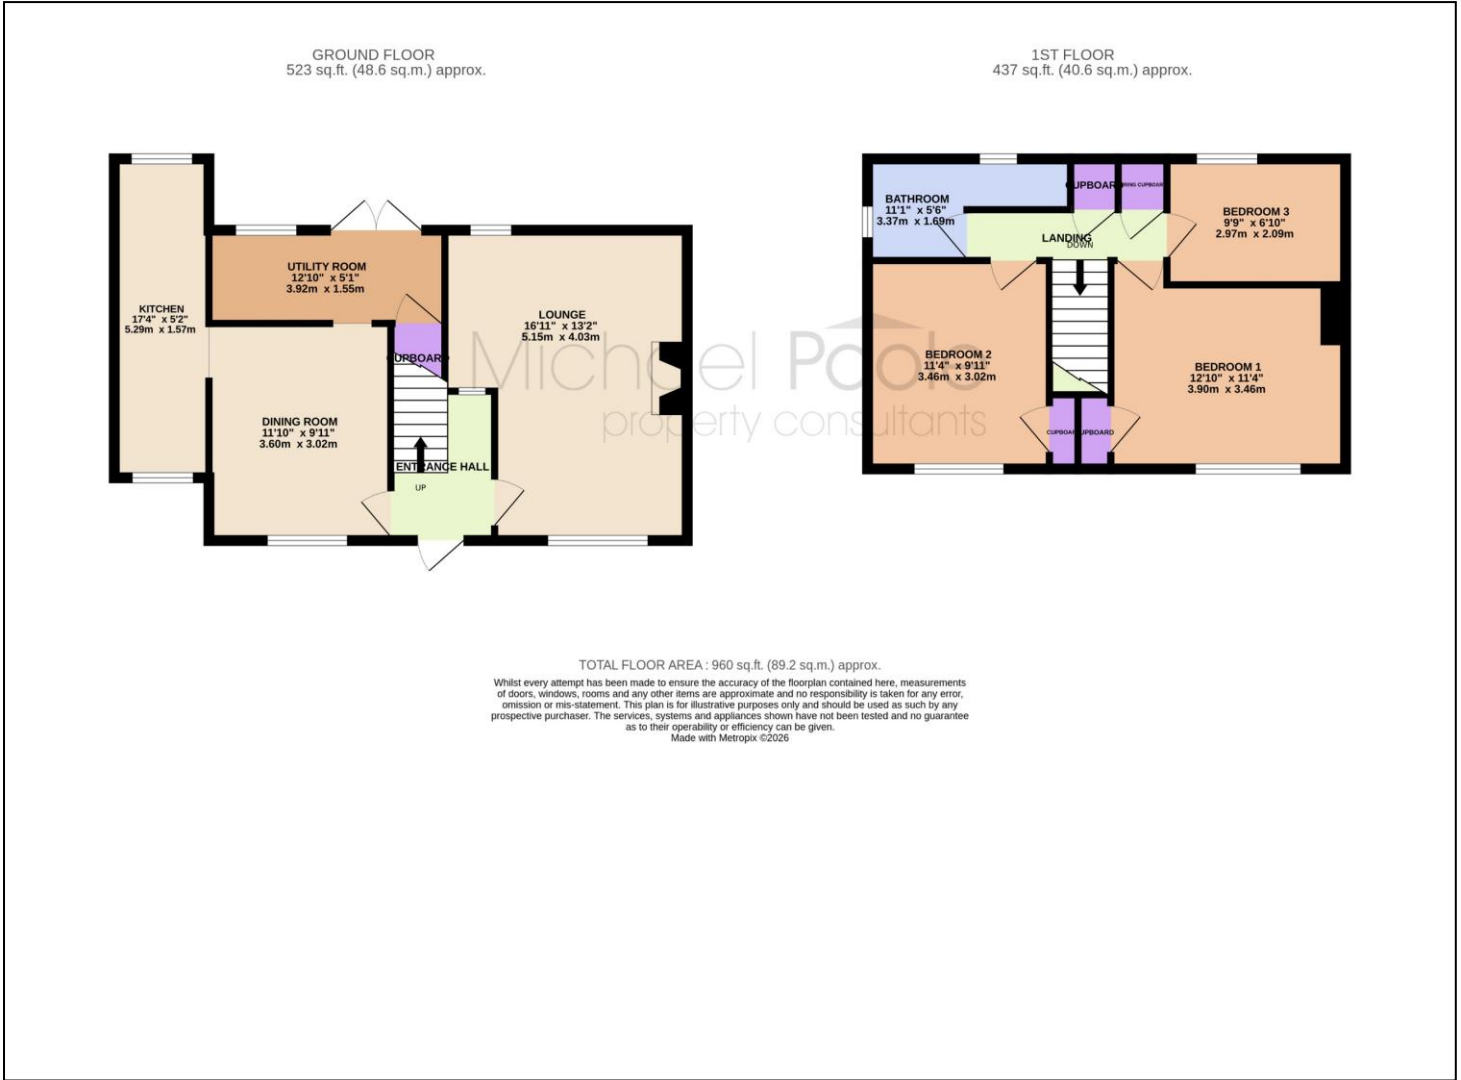 GROUND FLOOR
523 sq.ft. (48.6 sq.m.) approx.
1ST FLOOR
437 sq.ft. (40.6 sq.m.) approx.
KITCHEN
17'4" x 5'2"
5.29m x 1.57m
UTILITY ROOM
12'10" x 5'1"
3.92m x 1.55m
LOUNGE
16'11" x 13'2"
5.15m x 4.03m
CUPBOARD
DINING ROOM
11'10" x 9'11"
3.60m x 3.02m
ENTRANCE HALL
UP
BATHROOM
11'1" x 5'6"
3.37m x 1.69m
CUPBOARD
CUPBOARD
BEDROOM 3
9'9" x 6'10"
2.97m x 2.09m
LANDING
DOWN
BEDROOM 2
11'4" x 9'11"
3.46m x 3.02m
BEDROOM 1
12'10" x 11'4"
3.90m x 3.46m
CUPBOARD
CUPBOARD
Michael Poole
property consultants
TOTAL FLOOR AREA : 960 sq.ft. (89.2 sq.m.) approx.
Whilst every attempt has been made to ensure the accuracy of the floorplan contained here, measurements
of doors, windows, rooms and any other items are approximate and no responsibility is taken for any error,
omission or mis-statement. This plan is for illustrative purposes only and should be used as such by any
prospective purchaser. The services, systems and appliances shown have not been tested and no guarantee
as to their operability or efficiency can be given.
Made with Metropix ©2026